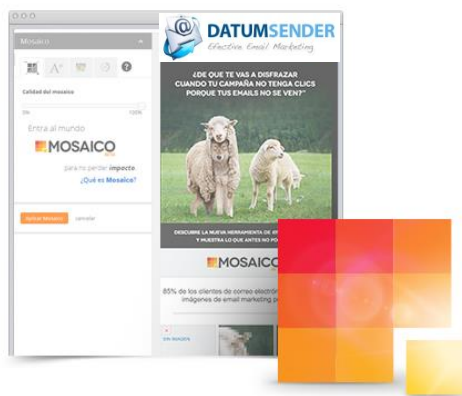 Mosaico
A
?
Calidad del mosaico
0%
100%
Entra al mundo
MOSAICO
para no perder impacto.
¿Qué es Mosaico?
Aplicar Mosaico
cancelar
DATUMSENDER
Efective Email Marketing
¿DE QUE TE VAS A DISFRAZAR
CUANDO TU CAMPAÑA NO TENGA CLICS
PORQUE TUS EMAILS NO SE VEN?"
DESCUBRE LA NUEVA HERRAMIENTA DE
Y MUESTRA LO QUE ANTES NO
MOSAICO
85% de los clientes de correo
imágenes de email marketing
SIN IMAGEN